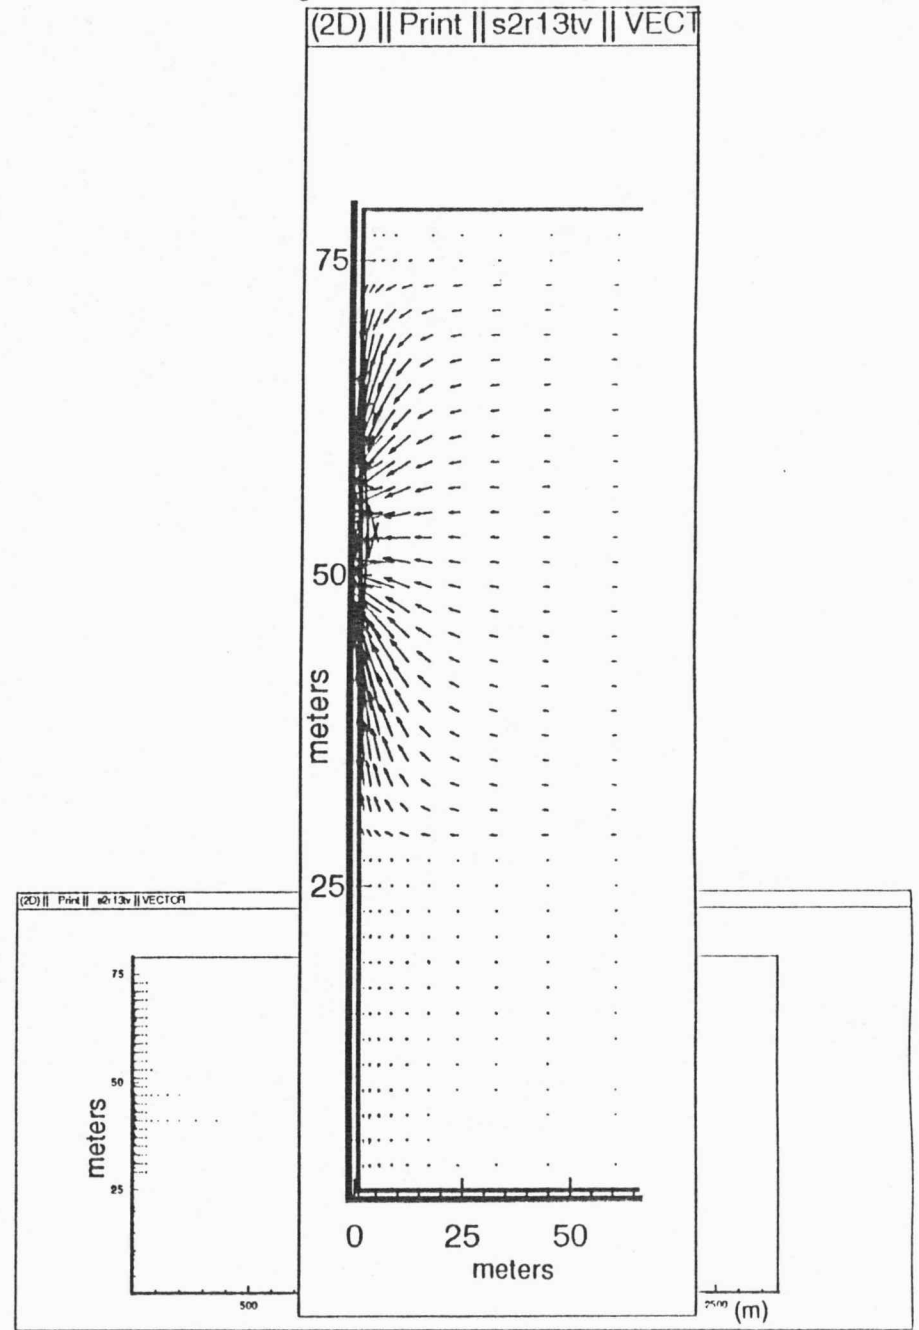 (2D) || Print || s2r13tv || VECT
75
50
25
meters
0 25 50
meters
(2D) || Print || s2r13tv || VECTOR
75
50
25
meters
500 2500 (m)